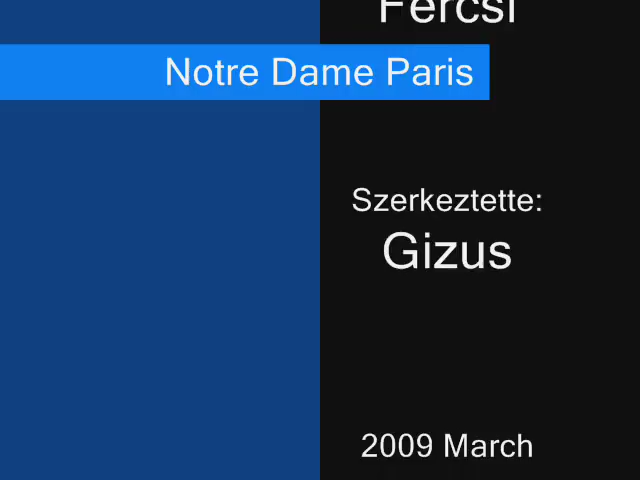 Fercsi
Notre Dame Paris
Szerkeztette:
Gizus
2009 March